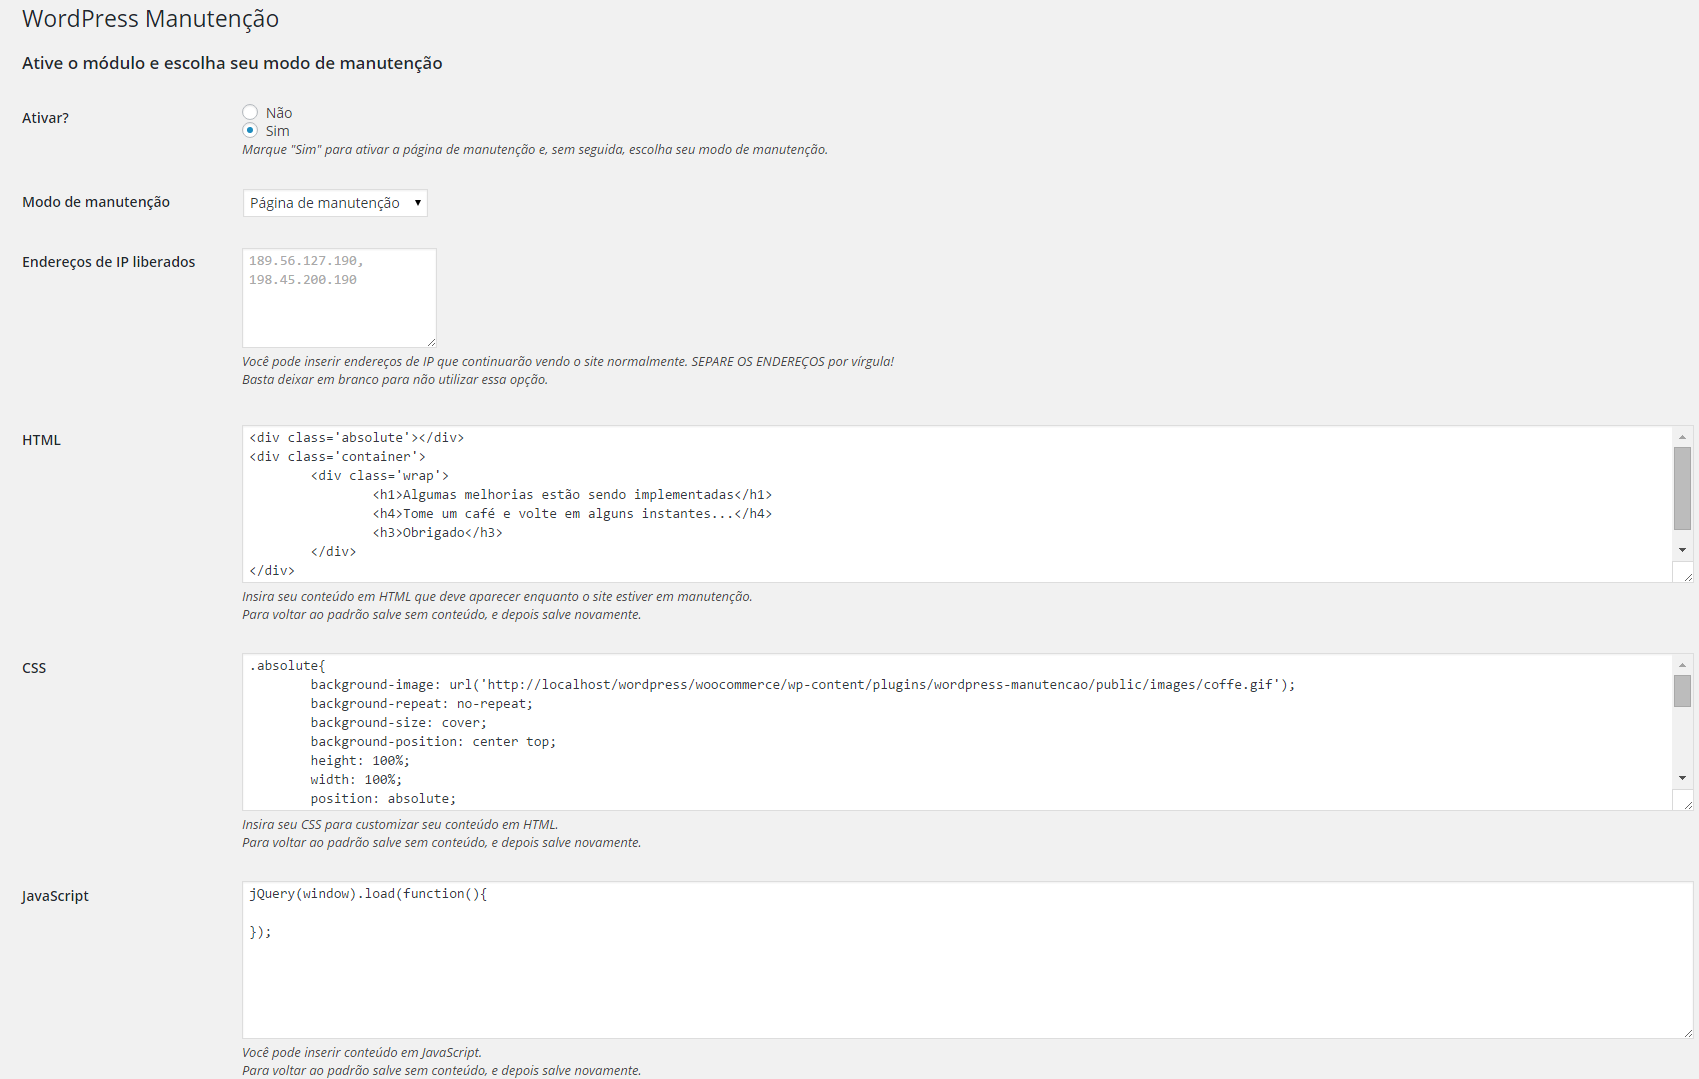 WordPress Manutenção
Ative o módulo e escolha seu modo de manutenção
Ativar?
Não
Sim
Marque "Sim" para ativar a página de manutenção e, sem seguida, escolha seu modo de manutenção.
Modo de manutenção
Página de manutenção
Endereços de IP liberados
189.56.127.190,
198.45.200.190
Você pode inserir endereços de IP que continuarão vendo o site normalmente. SEPARE OS ENDEREÇOS por vírgula!
Basta deixar em branco para não utilizar essa opção.
HTML
<div class='absolute'></div>
<div class='container'>
        <div class='wrap'>
                <h1>Algumas melhorias estão sendo implementadas</h1>
                <h4>Tome um café e volte em alguns instantes...</h4>
                <h3>Obrigado</h3>
        </div>
</div>
Insira seu conteúdo em HTML que deve aparecer enquanto o site estiver em manutenção.
Para voltar ao padrão salve sem conteúdo, e depois salve novamente.
CSS
.absolute{
        background-image: url('http://localhost/wordpress/woocommerce/wp-content/plugins/wordpress-manutencao/public/images/coffe.gif');
        background-repeat: no-repeat;
        background-size: cover;
        background-position: center top;
        height: 100%;
        width: 100%;
        position: absolute;
Insira seu CSS para customizar seu conteúdo em HTML.
Para voltar ao padrão salve sem conteúdo, e depois salve novamente.
JavaScript
jQuery(window).load(function(){
});
Você pode inserir conteúdo em JavaScript.
Para voltar ao padrão salve sem conteúdo, e depois salve novamente.